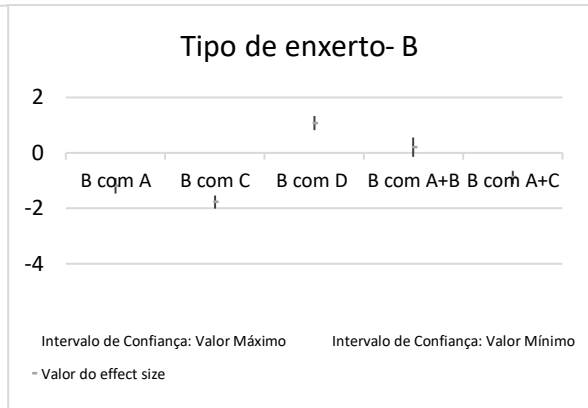 Tipo de enxerto- B
2
0
B com A B com C B com D B com A+B B com A+C
-2
-4
Intervalo de Confiança: Valor Máximo Intervalo de Confiança: Valor Mínimo
Valor do effect size